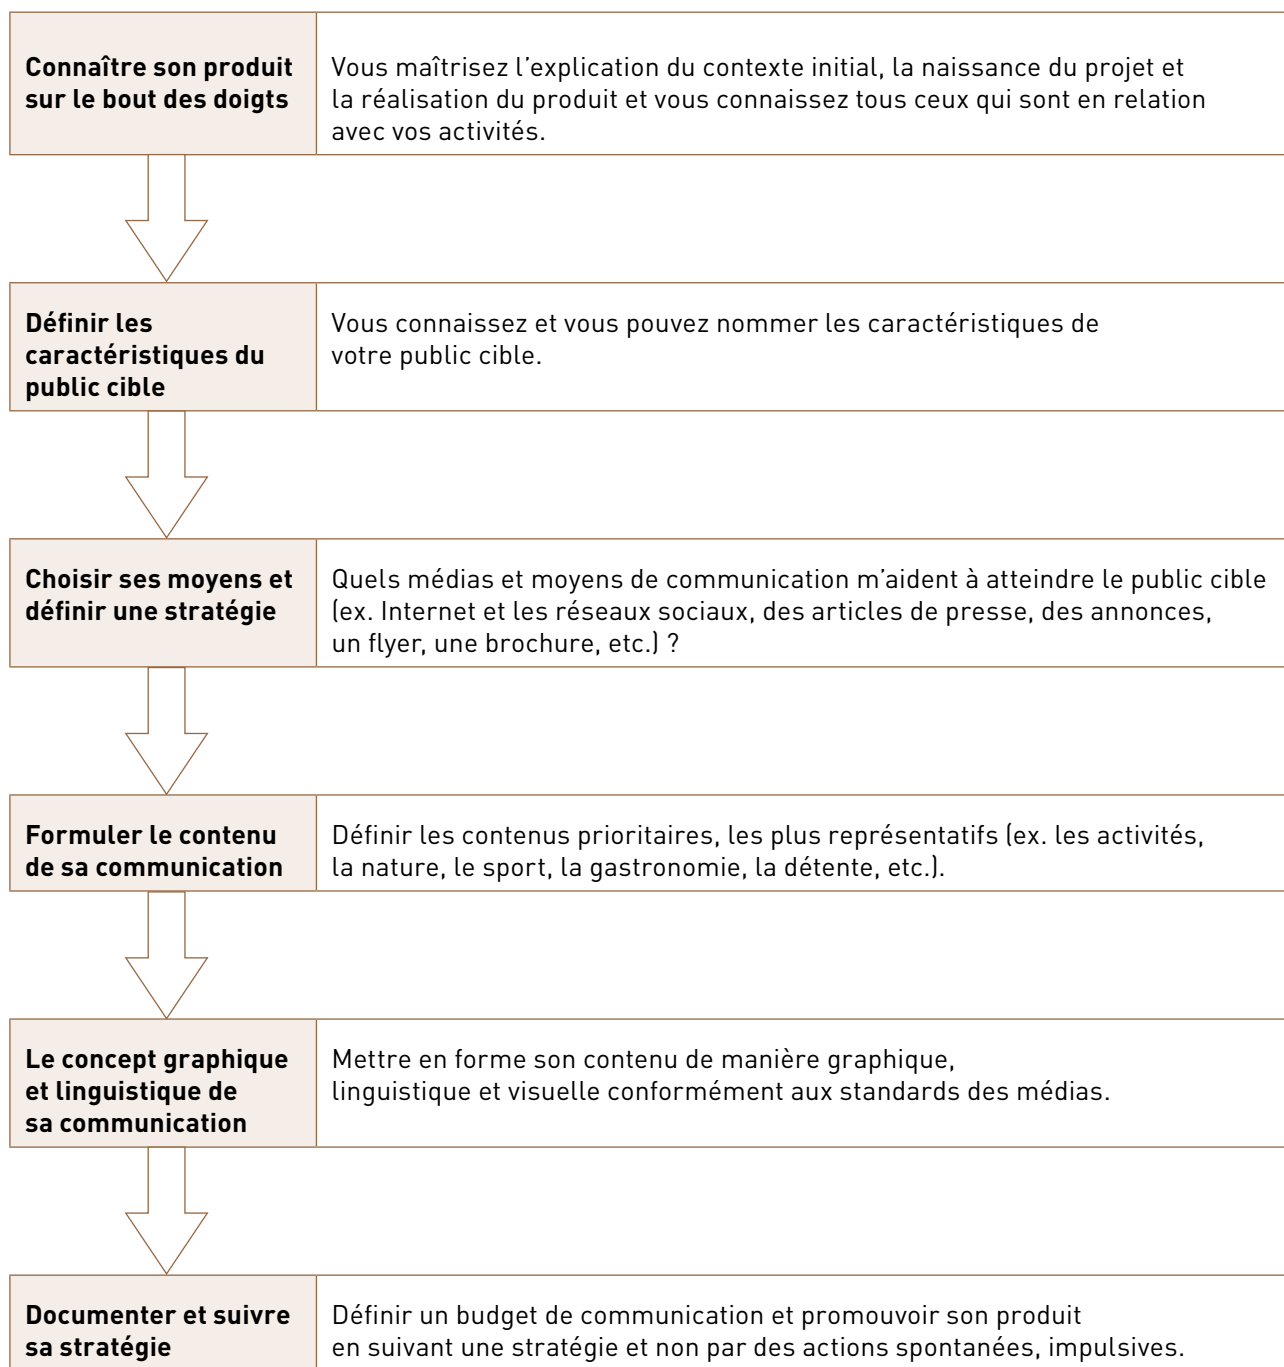 Connaître son produit
sur le bout des doigts
Vous maîtrisez l’explication du contexte initial, la naissance du projet et
la réalisation du produit et vous connaissez tous ceux qui sont en relation
avec vos activités.
Définir les
caractéristiques du
public cible
Vous connaissez et vous pouvez nommer les caractéristiques de
votre public cible.
Choisir ses moyens et
définir une stratégie
Quels médias et moyens de communication m’aident à atteindre le public cible
(ex. Internet et les réseaux sociaux, des articles de presse, des annonces,
un flyer, une brochure, etc.) ?
Formuler le contenu
de sa communication
Définir les contenus prioritaires, les plus représentatifs (ex. les activités,
la nature, le sport, la gastronomie, la détente, etc.).
Le concept graphique
et linguistique de
sa communication
Mettre en forme son contenu de manière graphique,
linguistique et visuelle conformément aux standards des médias.
Documenter et suivre
sa stratégie
Définir un budget de communication et promouvoir son produit
en suivant une stratégie et non par des actions spontanées, impulsives.